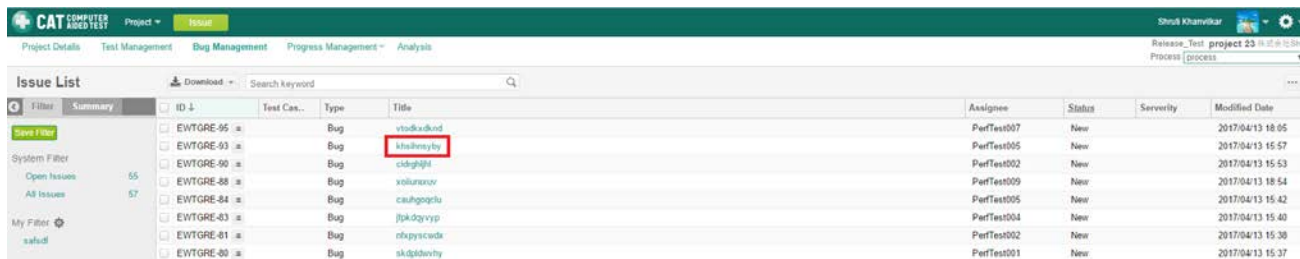 CAT COMPUTER AIDED TEST Project Issue Shruti Khanvilkar
Project Details Test Management Bug Management Progress Management Analysis Release_Test project 23
Process process
Issue List Download Search keyword
Filter Summary ID Test Cas.. Type Title Assignee Status Serverity Modified Date
Save Filter EWTGRE-95 Bug vtodkxdknd PerfTest007 New 2017/04/13 18:05
EWTGRE-93 Bug khsihnsyby PerfTest005 New 2017/04/13 15:57
System Filter EWTGRE-90 Bug cidrghljhl PerfTest002 New 2017/04/13 15:53
Open Issues 55 EWTGRE-88 Bug PerfTest009 New 2017/04/13 18:54
All Issues 57 EWTGRE-84 Bug cauhgoqclu PerfTest005 New 2017/04/13 15:42
My Filter EWTGRE-83 Bug jfpkdqyvyp PerfTest004 New 2017/04/13 15:40
safsdf EWTGRE-81 Bug nfxpyscwdx PerfTest002 New 2017/04/13 15:38
EWTGRE-80 Bug skdpldwvhy PerfTest001 New 2017/04/13 15:37